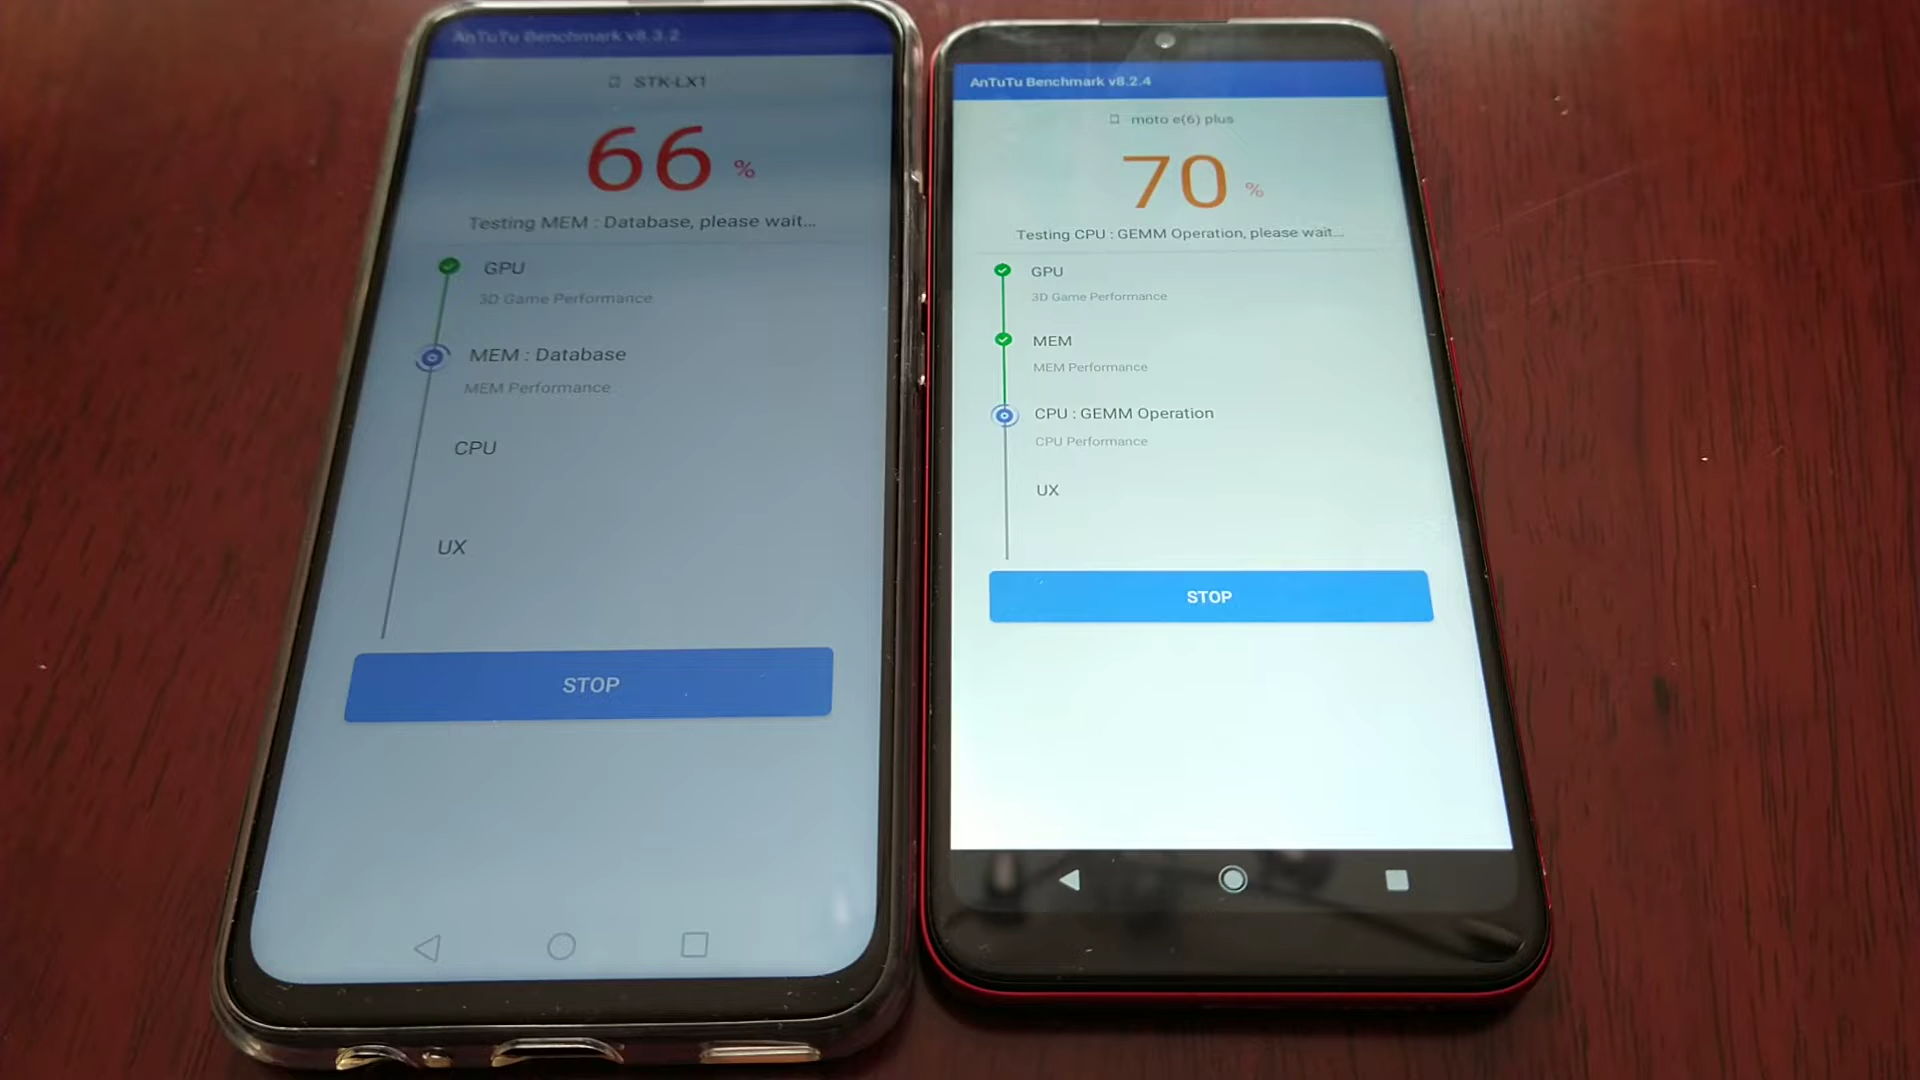 AnTuTu Benchmark v8.3.2
STK-LX1
66 %
Testing MEM : Database, please wait...
GPU
3D Game Performance
MEM : Database
MEM Performance
CPU
UX
STOP
AnTuTu Benchmark v8.2.4
moto e(6) plus
70 %
Testing CPU : GEMM Operation, please wait...
GPU
3D Game Performance
MEM
MEM Performance
CPU : GEMM Operation
CPU Performance
UX
STOP